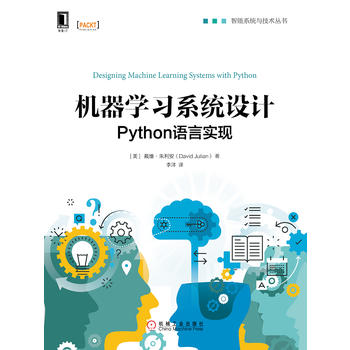 [PACKT]
智能系统与技术丛书
Designing Machine Learning Systems with Python
机器学习系统设计
Python语言实现
[美] 戴维·朱利安（David Julian）著
李洋 译
机械工业出版社
China Machine Press